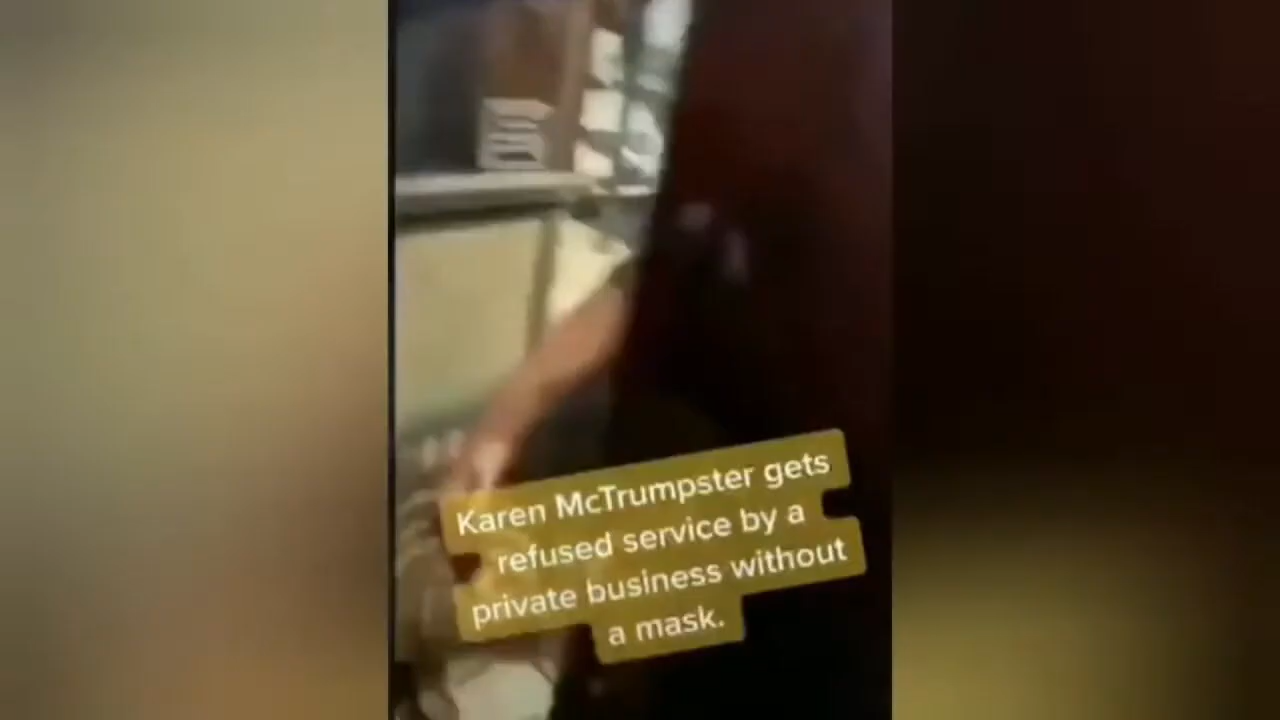 Karen McTrumpster gets
refused service by a
private business without
a mask.